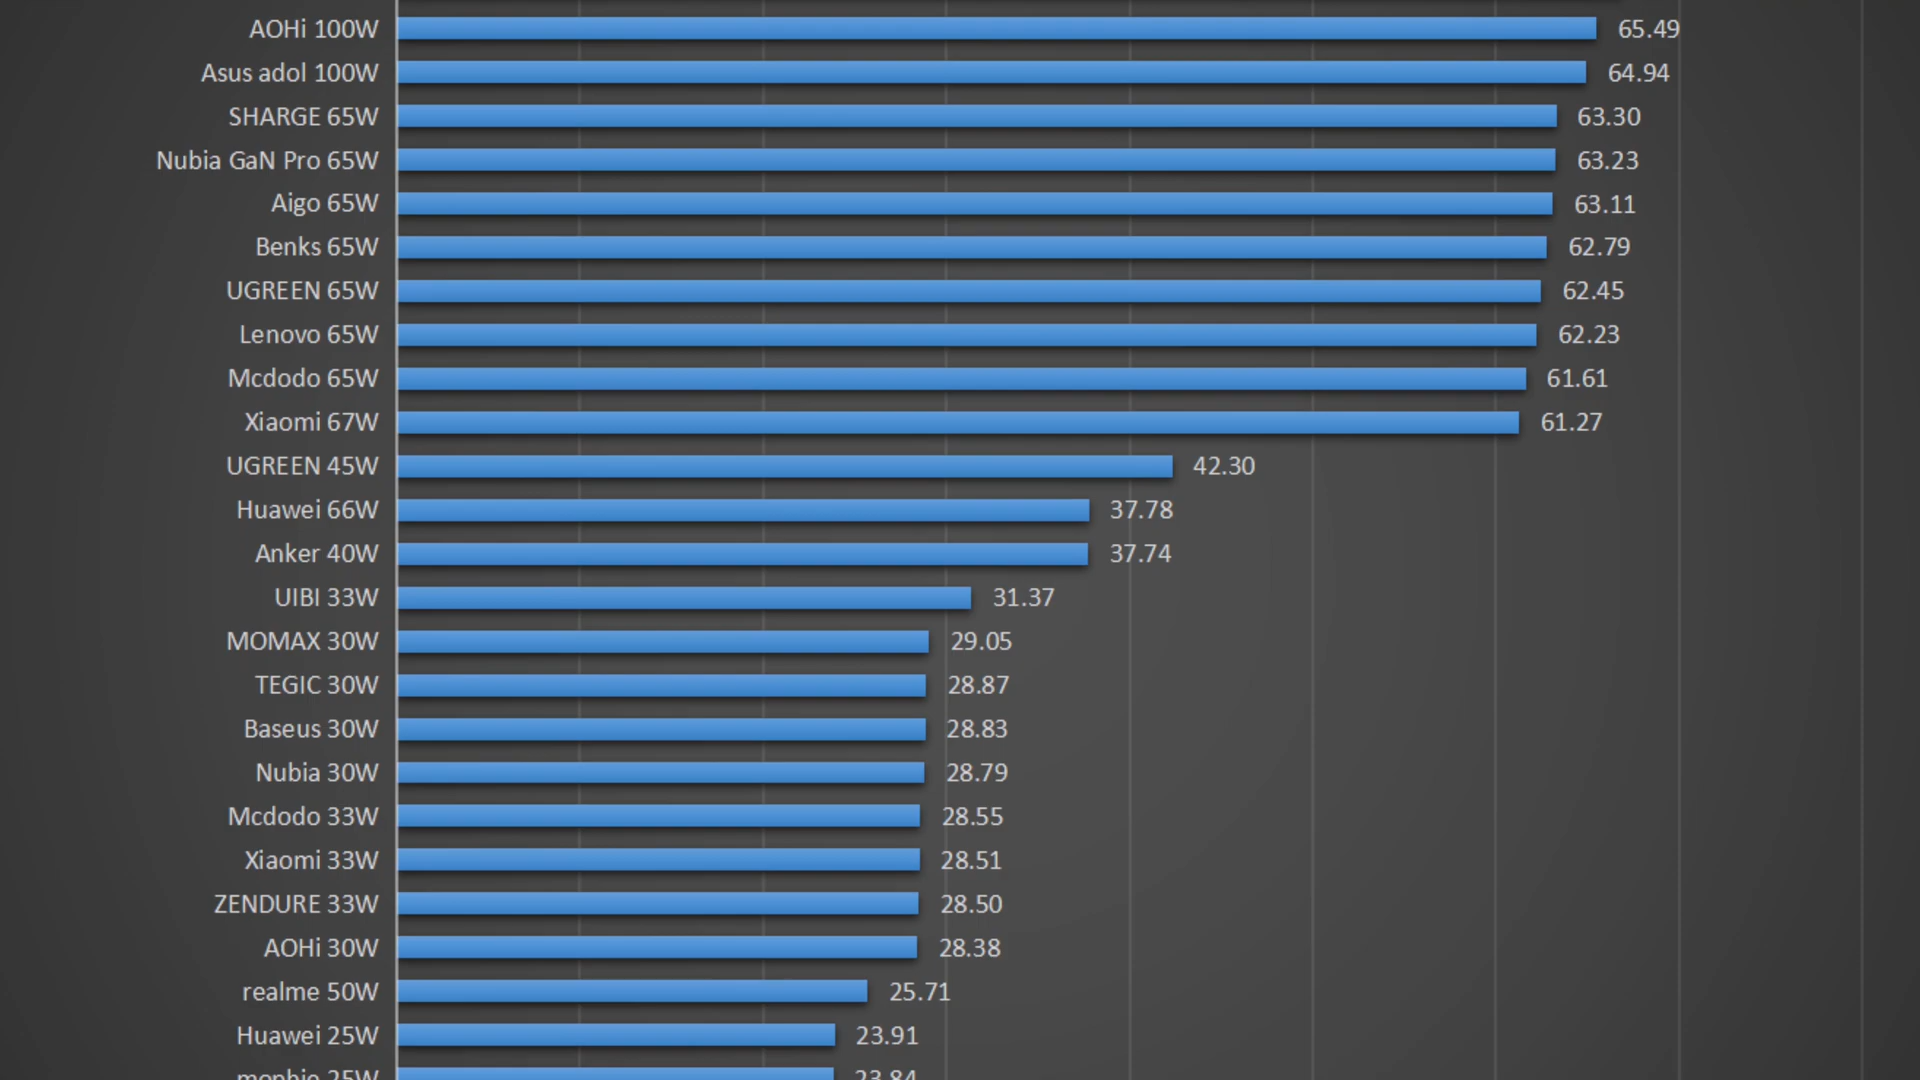 AOHi 100W 65.49
Asus adol 100W 64.94
SHARGE 65W 63.30
Nubia GaN Pro 65W 63.23
Aigo 65W 63.11
Benks 65W 62.79
UGREEN 65W 62.45
Lenovo 65W 62.23
Mcdodo 65W 61.61
Xiaomi 67W 61.27
UGREEN 45W 42.30
Huawei 66W 37.78
Anker 40W 37.74
UIBI 33W 31.37
MOMAX 30W 29.05
TEGIC 30W 28.87
Baseus 30W 28.83
Nubia 30W 28.79
Mcdodo 33W 28.55
Xiaomi 33W 28.51
ZENDURE 33W 28.50
AOHi 30W 28.38
realme 50W 25.71
Huawei 25W 23.91
mophie 25W 23.84